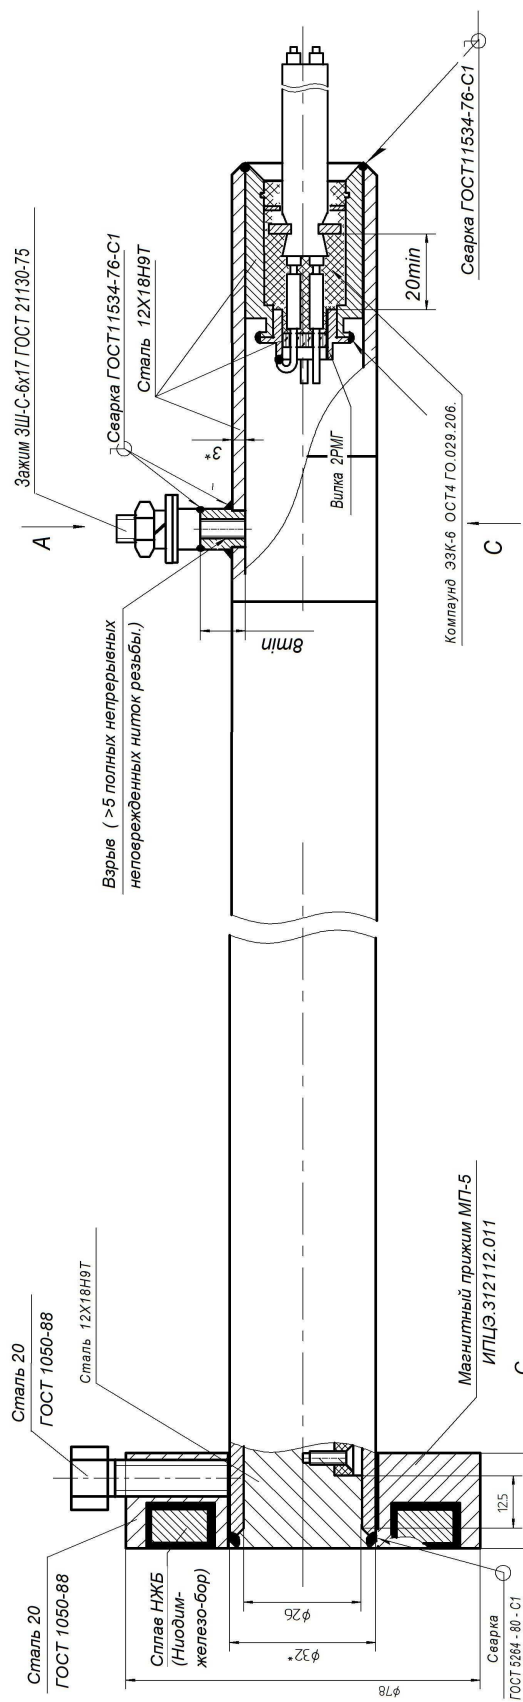 Зажим ЗШ-С-6х17 ГОСТ 21130-75
А
Сварка ГОСТ11534-76-С1
Сталь 12Х18Н9Т
3*
Взрыв ( >5 полных непрерывных
неповрежденных ниток резьбы.)
8min
20min
Вилка 2РМГ
Сварка ГОСТ11534-76-С1
Компаунд ЭЗК-6 ОСТ4 ГО.029.206.
С
Сталь 20
ГОСТ 1050-88
Сталь 20
ГОСТ 1050-88
Сталь 12Х18Н9Т
Сплав НЖБ
(Ниодим-
железо-бор)
Магнитный прижим МП-5
ИПЦЭ.312112.011
12.5
ф26
ф32*
ф78
Сварка
ГОСТ 5264 - 80 - С1